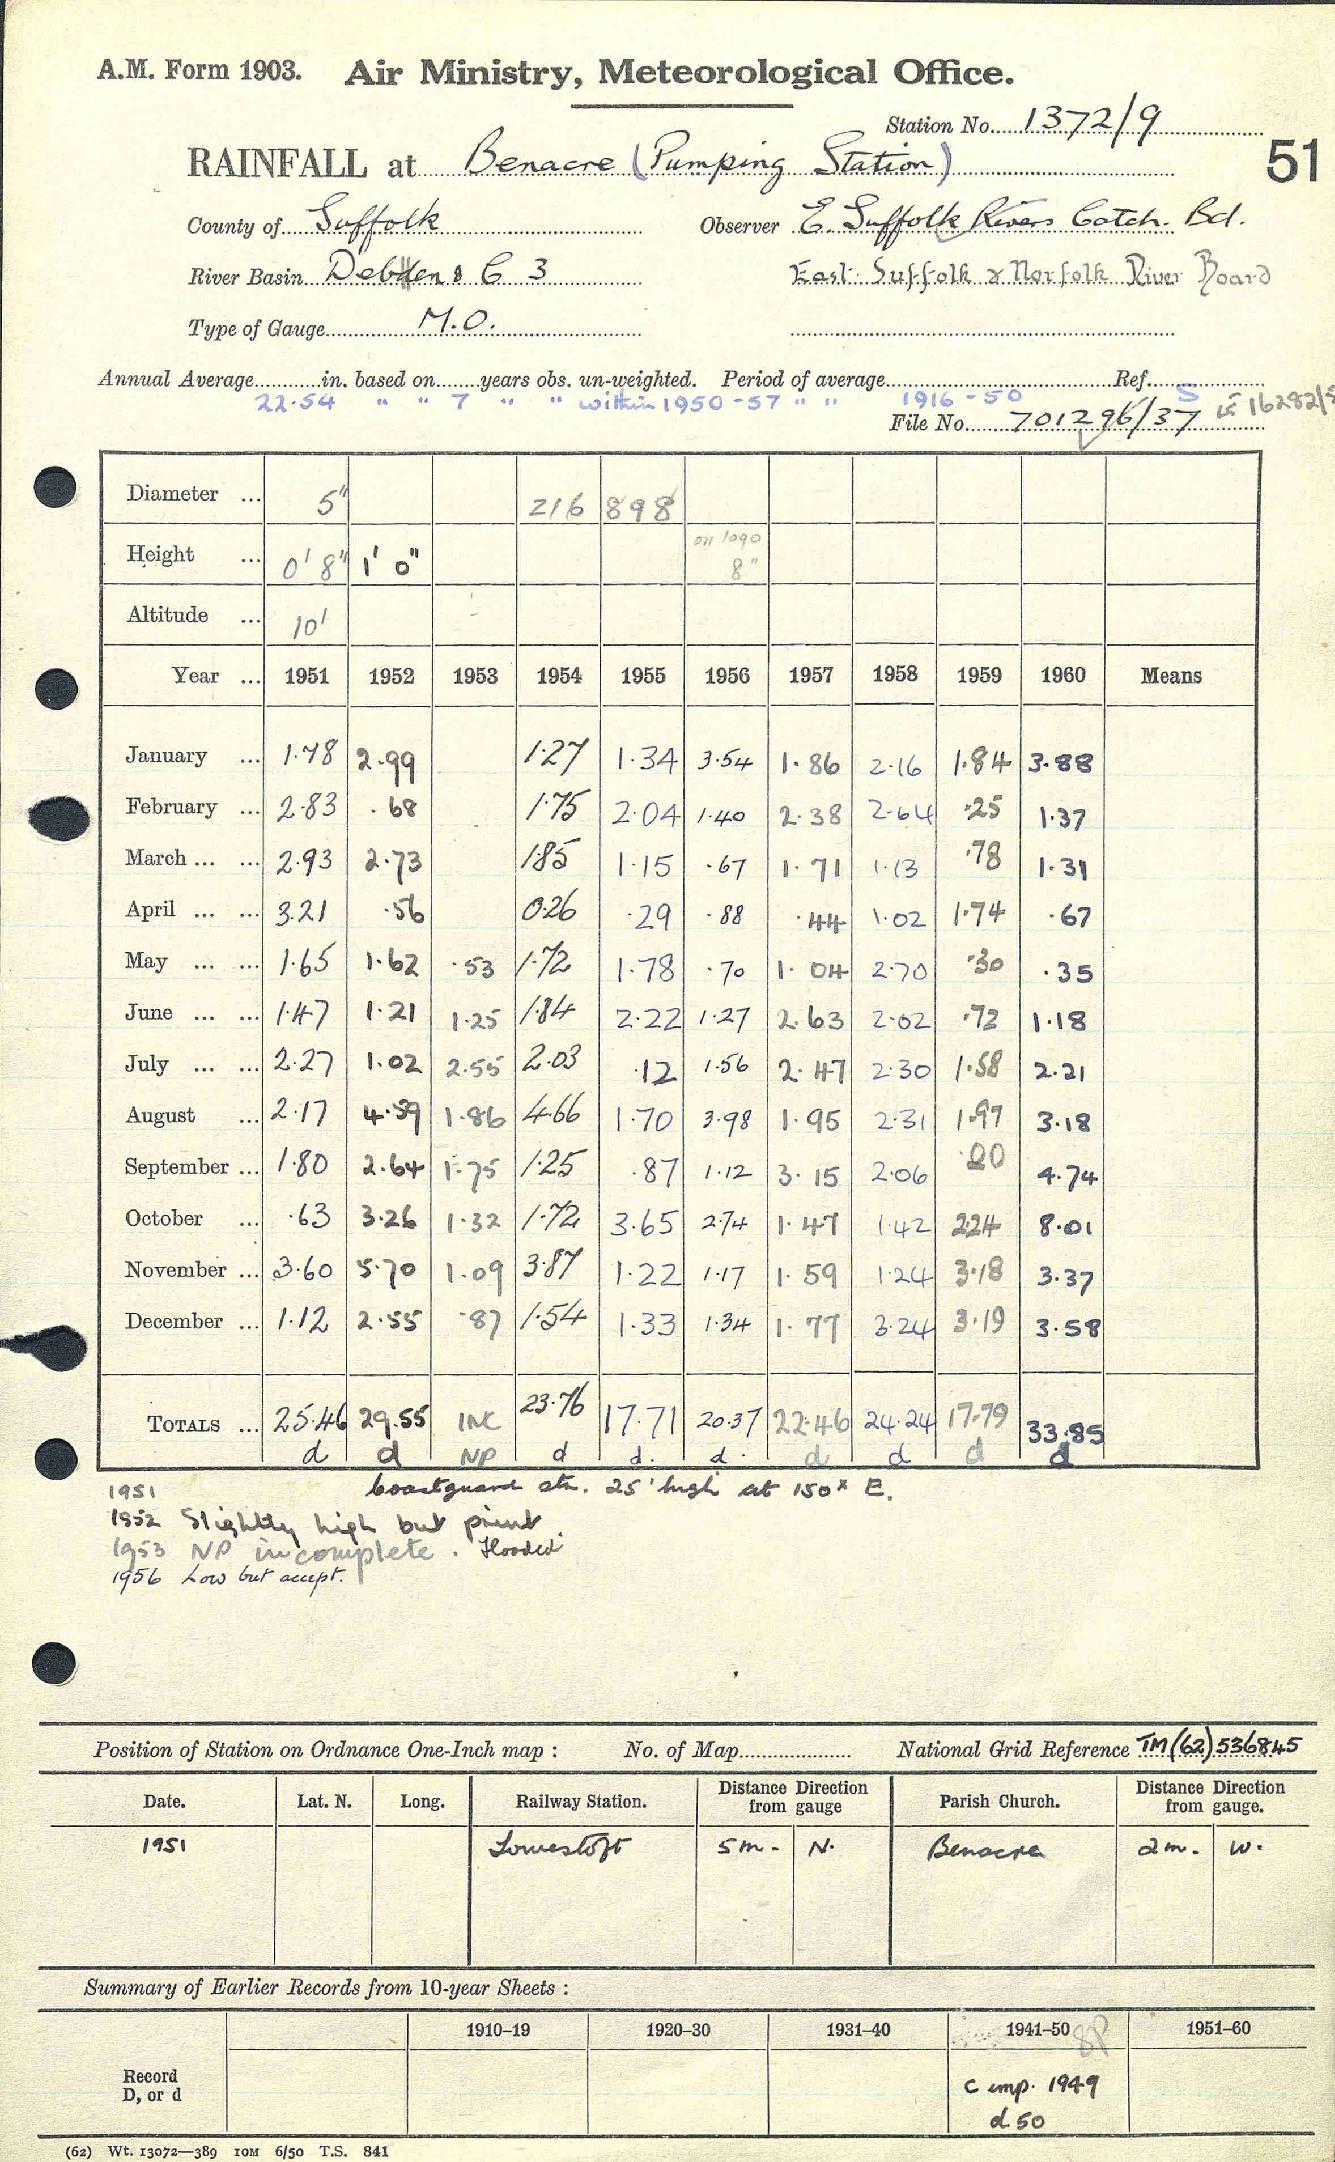 A.M. Form 1903. Air Ministry, Meteorological Office.
Station No. 1372/9
RAINFALL at Benacre (Pumping Station) 51
County of Suffolk Observer E. Suffolk Rivers Catch. Bd.
River Basin C 3 East Suffolk & Norfolk River Board
Type of Gauge M.O.
Annual Average in. based on years obs. un-weighted. Period of average Ref.
22.54 " " 7 " " within 1950-57 " " 1916-50 S
File No. 701296/37
Diameter ... 5" 216 898
Height ... 0' 8" 1' 0" on 1090 8"
Altitude ... 10'
Year ... 1951 1952 1953 1954 1955 1956 1957 1958 1959 1960 Means
January ... 1.78 2.99 1.27 1.34 3.54 1.86 2.16 1.84 3.88
February ... 2.83 .68 1.75 2.04 1.40 2.38 2.64 .25 1.37
March ... ... 2.93 2.73 1.85 1.15 .67 1.71 1.13 .78 1.31
April ... ... 3.21 .56 0.26 .29 .88 .44 1.02 1.74 .67
May ... ... 1.65 1.62 .53 1.72 1.78 .70 1.04 2.70 .30 .35
June ... ... 1.47 1.21 1.25 1.84 2.22 1.27 2.63 2.02 .72 1.18
July ... ... 2.27 1.02 2.55 2.03 .12 1.56 2.47 2.30 1.58 2.21
August ... 2.17 4.59 1.86 4.66 1.70 3.98 1.95 2.31 1.97 3.18
September ... 1.80 2.64 1.75 1.25 .87 1.12 3.15 2.06 .20 4.74
October ... .63 3.26 1.32 1.72 3.65 2.74 1.47 1.42 2.24 8.01
November ... 3.60 5.70 1.09 3.87 1.22 1.17 1.59 1.24 3.18 3.37
December ... 1.12 2.55 .87 1.54 1.33 1.34 1.77 3.24 3.19 3.58
TOTALS ... 25.46 29.55 INC 23.76 17.71 20.37 22.46 24.24 17.79 33.85
d d NP d d. d. d d d d
1951 Coastguard stn. 25' high at 150x E.
1952 Slightly high but print
1953 NP incomplete. Flooded
1956 Low but accept.
Position of Station on Ordnance One-Inch map : No. of Map National Grid Reference TM(62)536845
Date. Lat. N. Long. Railway Station. Distance Direction from gauge Parish Church. Distance Direction from gauge.
1951 Lowestoft 5m. N. Benacre 2m. W.
Summary of Earlier Records from 10-year Sheets :
1910–19 1920–30 1931–40 1941–50 8P 1951–60
Record D, or d
C imp. 1949
d 50
(62) Wt. 13072—389 10M 6/50 T.S. 841